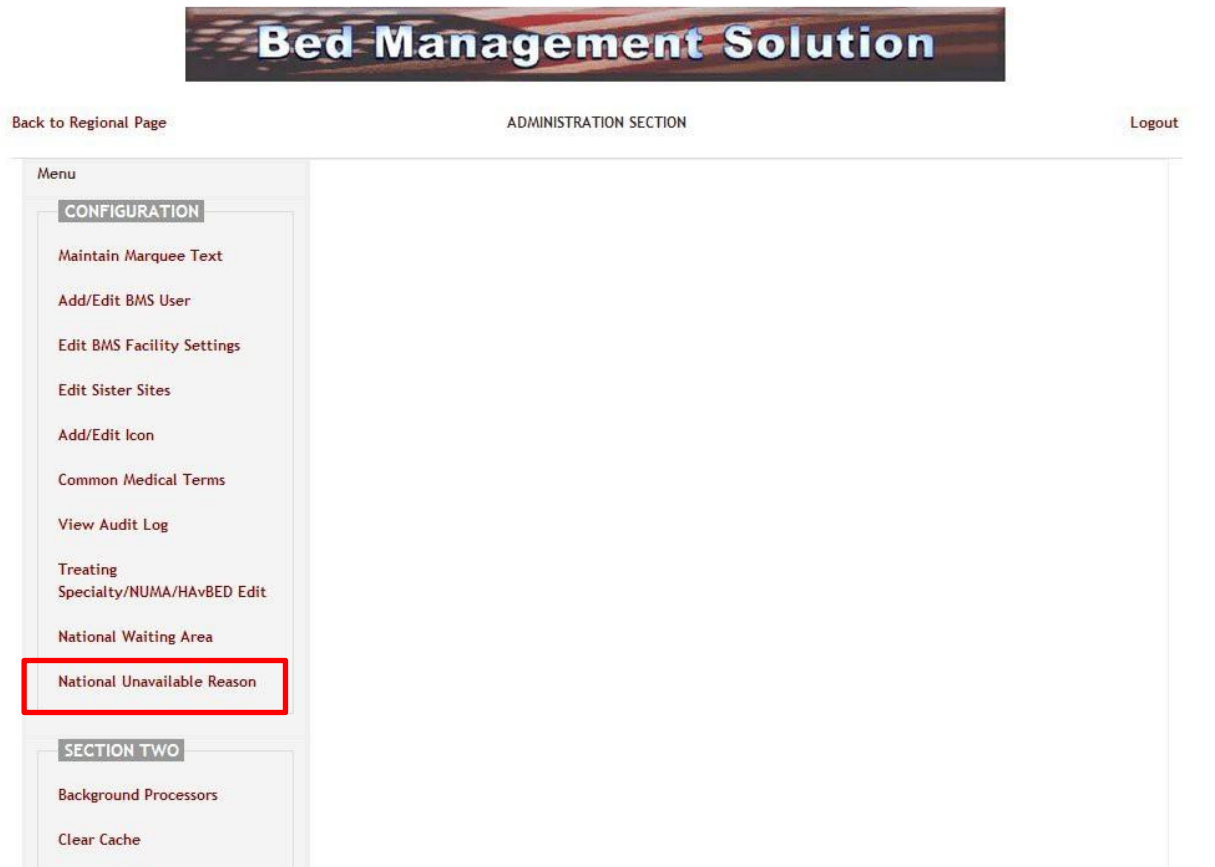 Bed Management Solution
Back to Regional Page
ADMINISTRATION SECTION
Logout
Menu
CONFIGURATION
Maintain Marquee Text
Add/Edit BMS User
Edit BMS Facility Settings
Edit Sister Sites
Add/Edit Icon
Common Medical Terms
View Audit Log
Treating
Specialty/NUMA/HAvBED Edit
National Waiting Area
National Unavailable Reason
SECTION TWO
Background Processors
Clear Cache